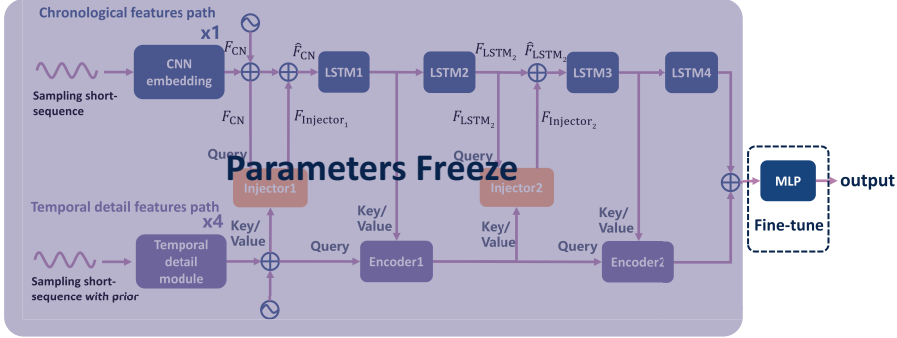 Chronological features path
x1
CNN
embedding
Sampling short-
sequence
F_CN
F̂_CN
LSTM1
LSTM2
F_LSTM₂
F̂_LSTM₂
LSTM3
LSTM4
F_CN
F_Injector₁
F_LSTM₂
F_Injector₂
Query
Query
Parameters Freeze
Injector1
Injector2
MLP
output
Fine-tune
Temporal detail features path
x4
Key/
Value
Key/
Value
Key/
Value
Key/
Value
Temporal
detail
module
Query
Encoder1
Query
Encoder2
Sampling short-
sequence with prior